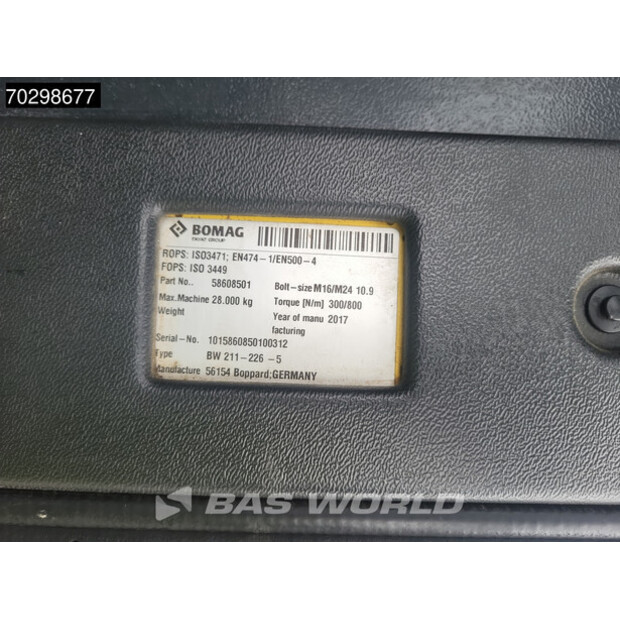 70298677
BOMAG
FAYAT GROUP
ROPS: ISO3471; EN474-1/EN500-4
FOPS: ISO 3449
Part No.. 58608501 Bolt-size M16/M24 10.9
Max. Machine 28.000 kg Torque [N/m] 300/800
Weight Year of manu 2017
facturing
Serial-No. 1015860850100312
Type BW 211-226 -5
Manufacture 56154 Boppard;GERMANY
BAS WORLD